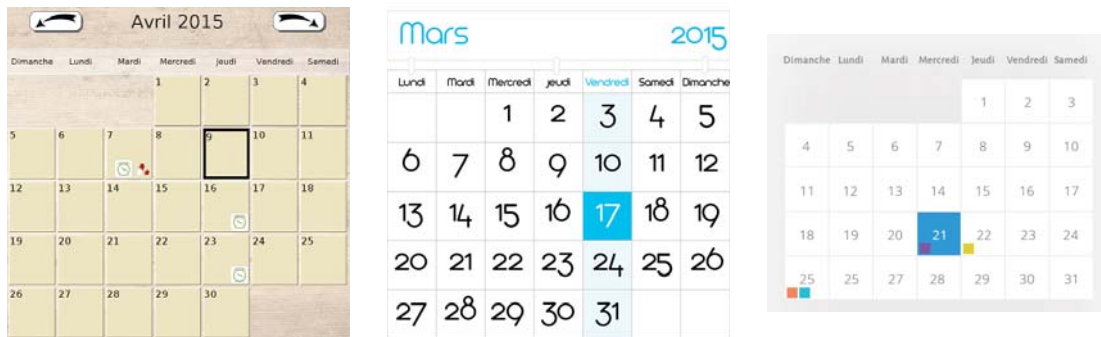 Avril 2015
Dimanche Lundi Mardi Mercredi Jeudi Vendredi Samedi
1 2 3 4
5 6 7 8 9 10 11
12 13 14 15 16 17 18
19 20 21 22 23 24 25
26 27 28 29 30
Mars 2015
Lundi Mardi Mercredi jeudi Vendredi Samedi Dimanche
1 2 3 4 5
6 7 8 9 10 11 12
13 14 15 16 17 18 19
20 21 22 23 24 25 26
27 28 29 30 31
Dimanche Lundi Mardi Mercredi Jeudi Vendredi Samedi
1 2 3
4 5 6 7 8 9 10
11 12 13 14 15 16 17
18 19 20 21 22 23 24
25 25 27 28 29 30 31